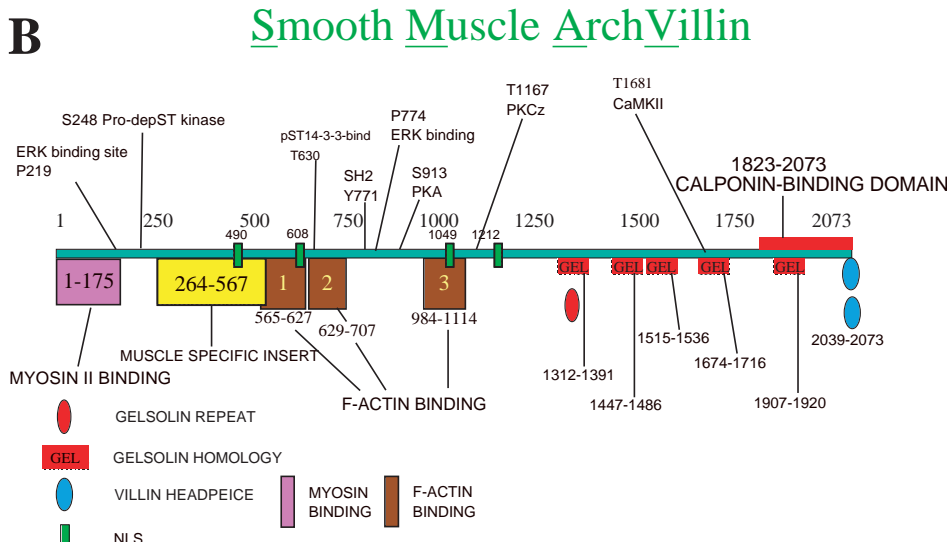 B
Smooth Muscle ArchVillin
T1167
PKCz
T1681
CaMKII
S248 Pro-depST kinase
P774
ERK binding
pST14-3-3-bind
T630
ERK binding site
P219
SH2
Y771
S913
PKA
1823-2073
CALPONIN-BINDING DOMAIN
1 250 500 750 1000 1250 1500 1750 2073
490 608 1049 1212
1-175 264-567 1 2 3 GEL GEL GEL GEL GEL
565-627
629-707
984-1114
1515-1536
2039-2073
MUSCLE SPECIFIC INSERT
1674-1716
1312-1391
MYOSIN II BINDING
F-ACTIN BINDING
1447-1486
1907-1920
GELSOLIN REPEAT
GEL GELSOLIN HOMOLOGY
VILLIN HEADPEICE
MYOSIN
BINDING
F-ACTIN
BINDING
NLS